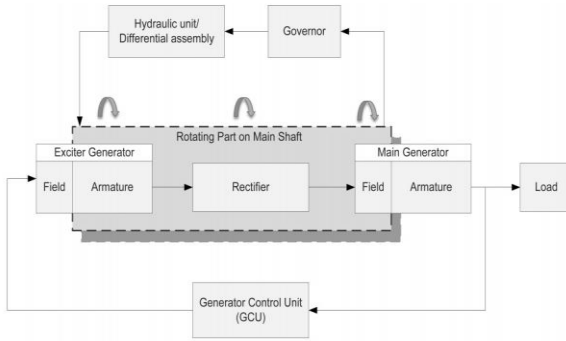 Hydraulic unit/
Differential assembly
Governor
Rotating Part on Main Shaft
Exciter Generator
Main Generator
Field
Armature
Rectifier
Field
Armature
Load
Generator Control Unit
(GCU)